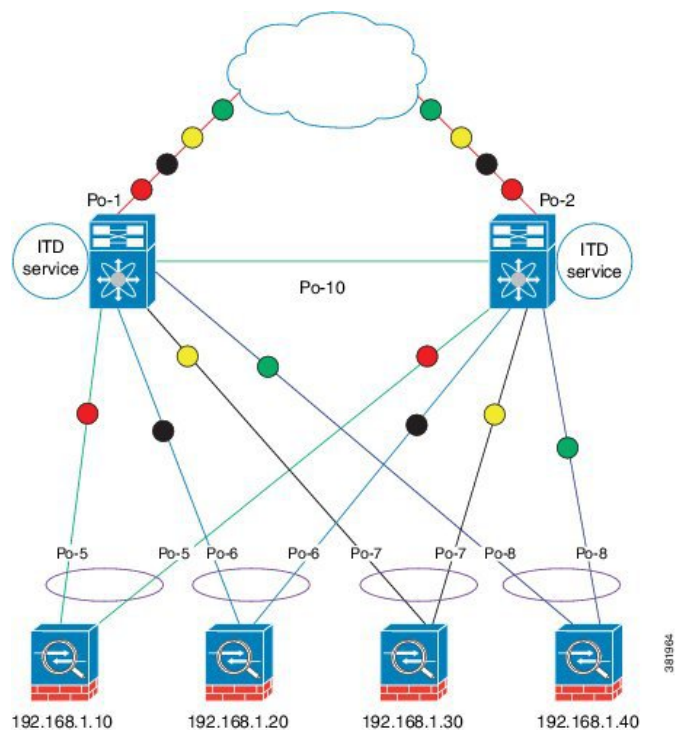 Po-1
Po-2
ITD
service
ITD
service
Po-10
Po-5
Po-5
Po-6
Po-6
Po-7
Po-7
Po-8
Po-8
192.168.1.10
192.168.1.20
192.168.1.30
192.168.1.40
381964